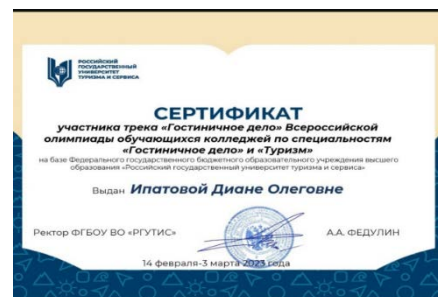 РОССИЙСКИЙ
ГОСУДАРСТВЕННЫЙ
УНИВЕРСИТЕТ
ТУРИЗМА И СЕРВИСА
СЕРТИФИКАТ
участника трека «Гостиничное дело» Всероссийской
олимпиады обучающихся колледжей по специальностям
«Гостиничное дело» и «Туризм»
на базе Федерального государственного бюджетного образовательного учреждения высшего
образования «Российский государственный университет туризма и сервиса»
Выдан Ипатовой Диане Олеговне
Ректор ФГБОУ ВО «РГУТИС» А.А. ФЕДУЛИН
14 февраля-3 марта 2023 года